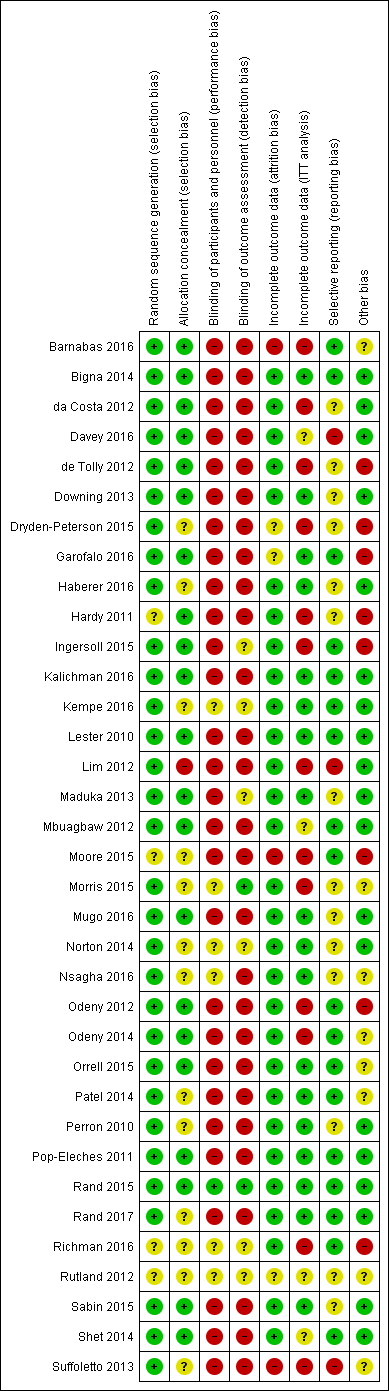 Random sequence generation (selection bias)
Allocation concealment (selection bias)
Blinding of participants and personnel (performance bias)
Blinding of outcome assessment (detection bias)
Incomplete outcome data (attrition bias)
Incomplete outcome data (ITT analysis)
Selective reporting (reporting bias)
Other bias
Barnabas 2016 + + - - - - + ?
Bigna 2014 + + - - + + + +
da Costa 2012 + + - - + - ? +
Davey 2016 + + - - + ? - +
de Tolly 2012 + + - - + - ? -
Downing 2013 + + - - + + ? +
Dryden-Peterson 2015 + ? - - ? - ? -
Garofalo 2016 + + - - ? + + -
Haberer 2016 + ? - - + + ? +
Hardy 2011 ? + - - + - ? -
Ingersoll 2015 + + - ? + - + -
Kalichman 2016 + + - - + + + +
Kempe 2016 + ? ? ? + + + +
Lester 2010 + + - - + + + +
Lim 2012 + - - - + - - +
Maduka 2013 + + - ? + + ? +
Mbuagbaw 2012 + + - - + ? + +
Moore 2015 ? ? - - - - + -
Morris 2015 + ? ? + + - ? ?
Mugo 2016 + + - - + + ? +
Norton 2014 + ? ? ? + + ? +
Nsagha 2016 + ? ? - + + ? ?
Odeny 2012 + + - - + - + -
Odeny 2014 + + - - + - + ?
Orrell 2015 + + - - + + + ?
Patel 2014 + ? - - + + + ?
Perron 2010 + ? - - + + ? +
Pop-Eleches 2011 + + - - + + + +
Rand 2015 + + + + + + + +
Rand 2017 + ? - - + + + +
Richman 2016 ? ? ? ? + - + -
Rutland 2012 ? ? ? ? ? ? ? ?
Sabin 2015 + + - - + + ? +
Shet 2014 + + - - + ? + +
Suffoletto 2013 + ? - - - - - ?